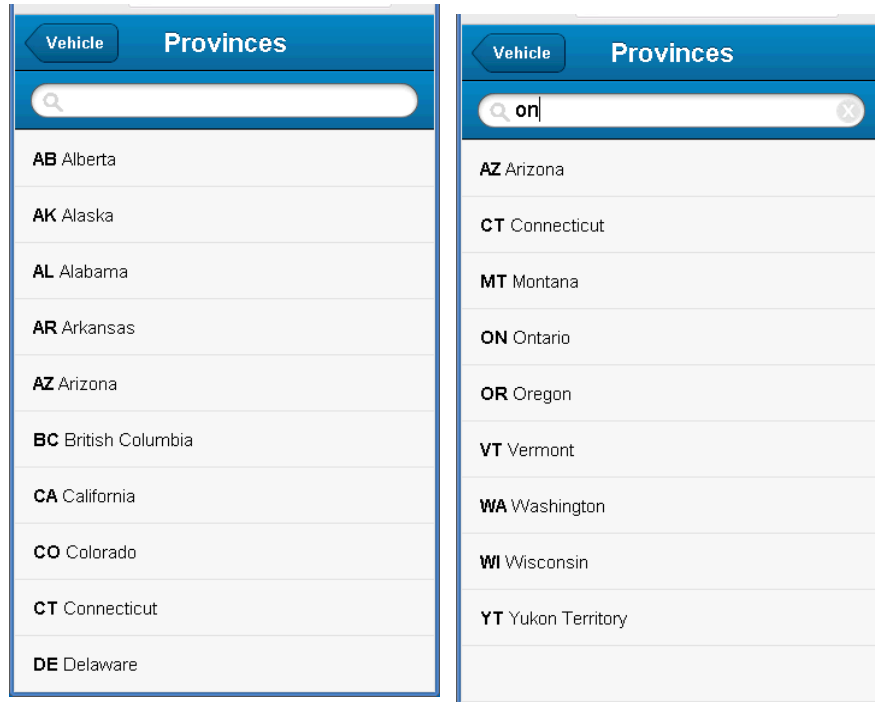 Vehicle Provinces
AB Alberta
AK Alaska
AL Alabama
AR Arkansas
AZ Arizona
BC British Columbia
CA California
CO Colorado
CT Connecticut
DE Delaware
Vehicle Provinces
on
AZ Arizona
CT Connecticut
MT Montana
ON Ontario
OR Oregon
VT Vermont
WA Washington
WI Wisconsin
YT Yukon Territory